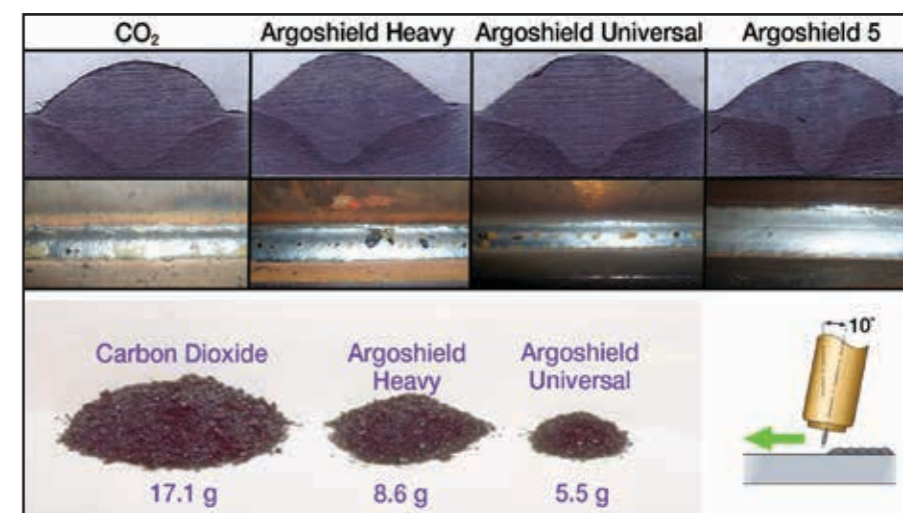 CO₂ Argoshield Heavy Argoshield Universal Argoshield 5
Carbon Dioxide
Argoshield
Heavy
Argoshield
Universal
17.1 g
8.6 g
5.5 g
10°